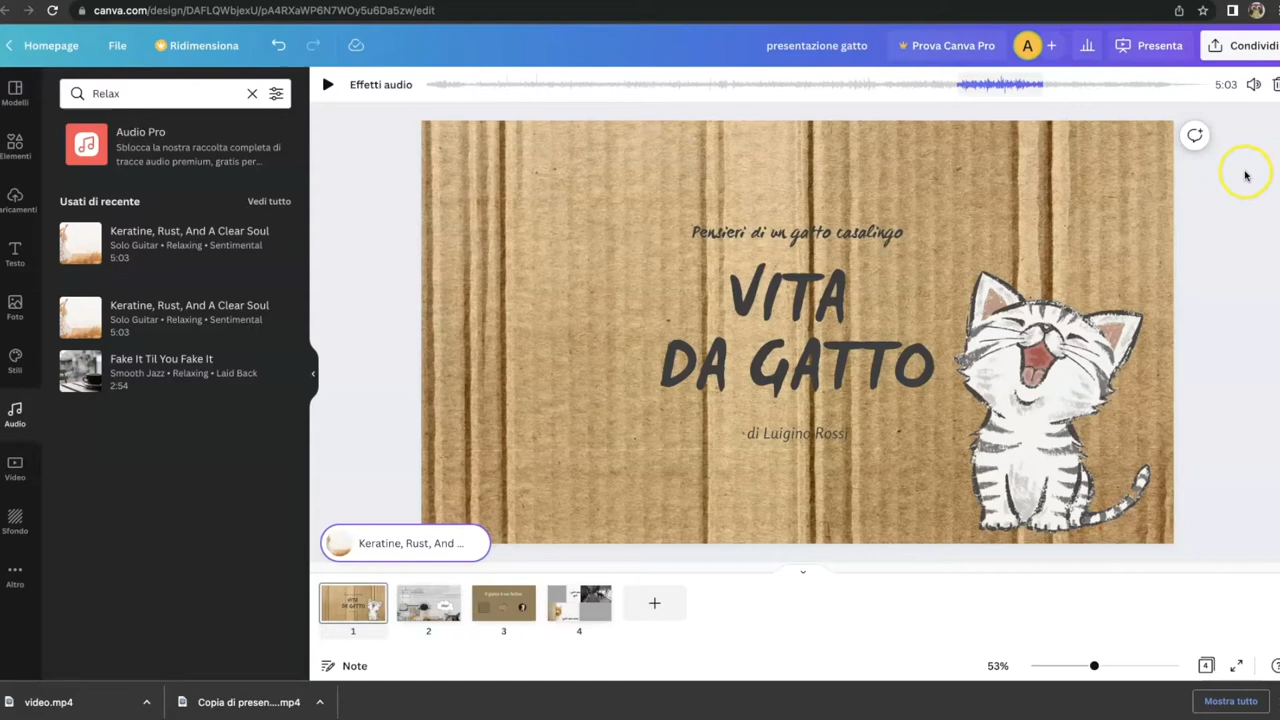 canva.com/design/DAFLQWbjexU/pA4RXaWP6N7WOy5u6Da5zw/edit
Homepage
File
Ridimensiona
presentazione gatto
Prova Canva Pro
A
Presenta
Condividi
Modelli
Elementi
aricamenti
Testo
Foto
Stili
Audio
Video
Sfondo
Altro
Relax
Audio Pro
Sblocca la nostra raccolta completa di
tracce audio premium, gratis per...
Usati di recente
Vedi tutto
Keratine, Rust, And A Clear Soul
Solo Guitar • Relaxing • Sentimental
5:03
Keratine, Rust, And A Clear Soul
Solo Guitar • Relaxing • Sentimental
5:03
Fake It Til You Fake It
Smooth Jazz • Relaxing • Laid Back
2:54
Effetti audio
5:03
Pensieri di un gatto casalingo
VITA
DA GATTO
di Luigino Rossi
Keratine, Rust, And ...
VITA
DA GATTO
1
2
3
4
Note
53%
4
video.mp4
Copia di presen....mp4
Mostra tutto